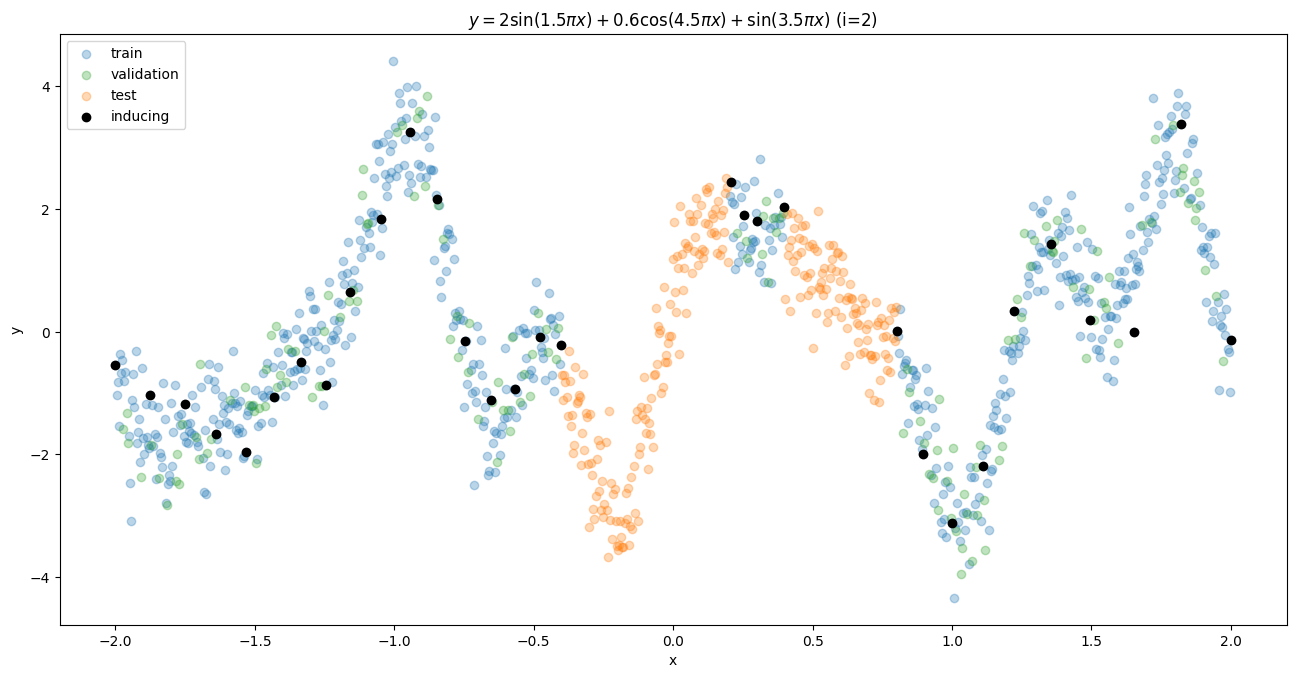 y = 2sin(1.5πx) + 0.6cos(4.5πx) + sin(3.5πx) (i=2)
train
validation
test
inducing
4
2
0
−2
−4
y
−2.0 −1.5 −1.0 −0.5 0.0 0.5 1.0 1.5 2.0
x